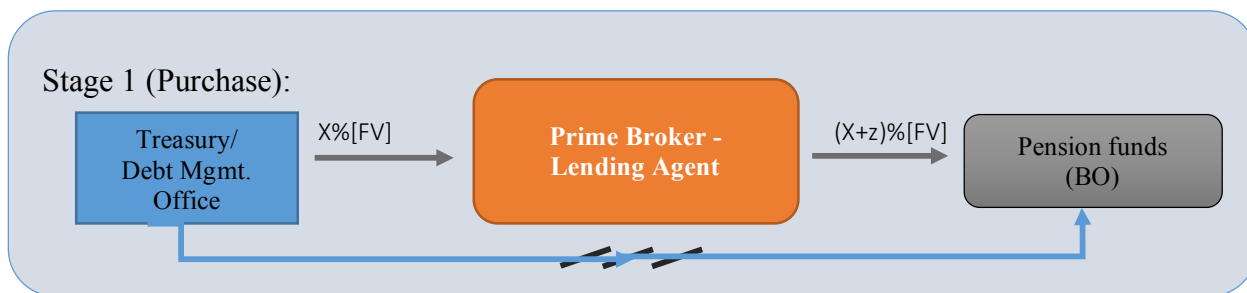 Stage 1 (Purchase):
Treasury/
Debt Mgmt.
Office
X%[FV]
Prime Broker -
Lending Agent
(X+z)%[FV]
Pension funds
(BO)